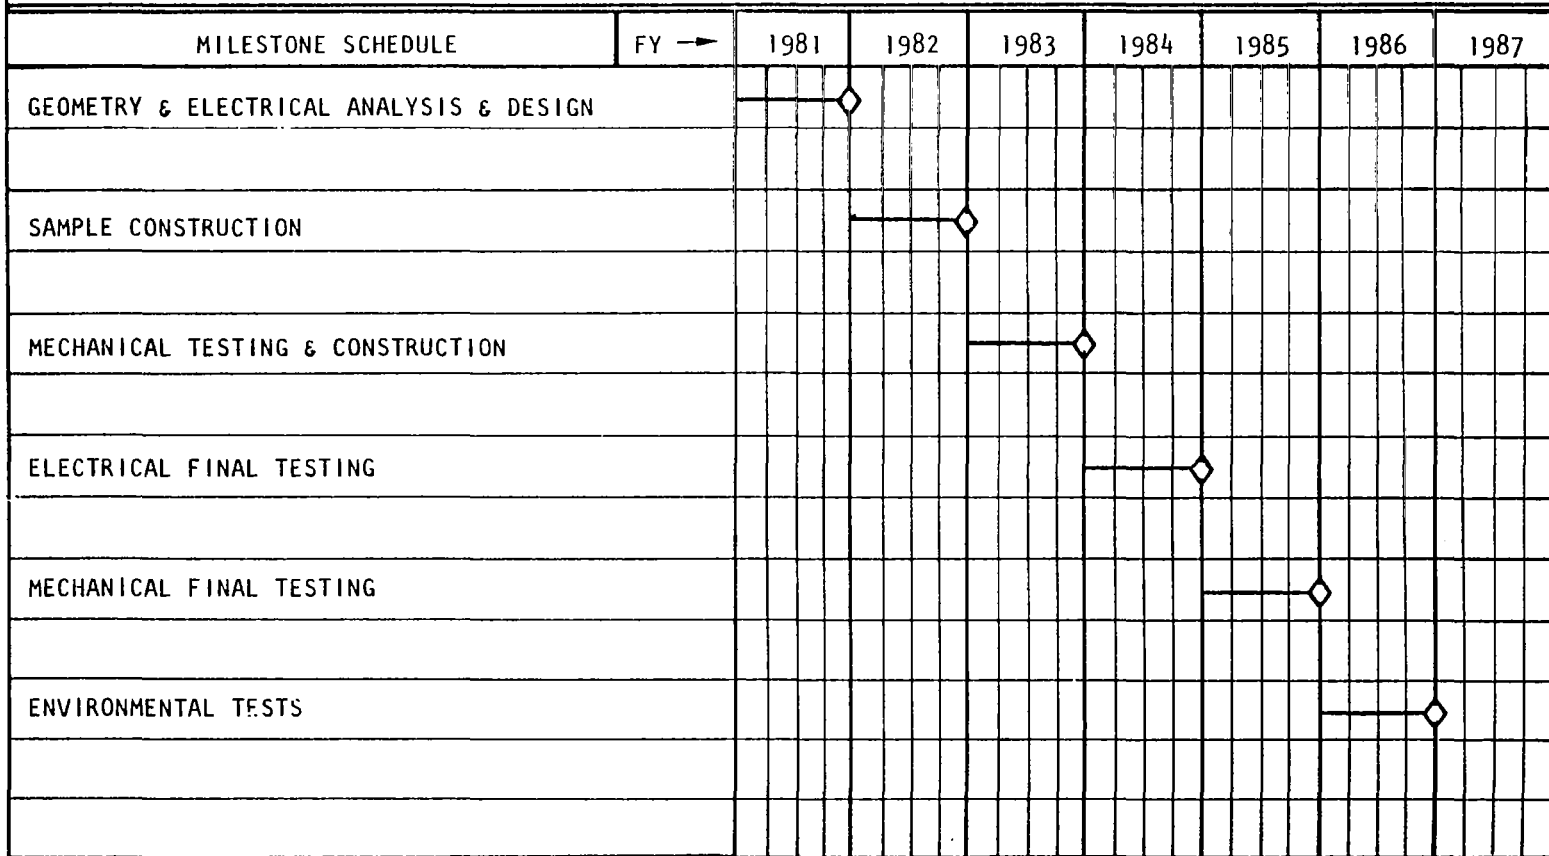 MILESTONE SCHEDULE FY → 1981 1982 1983 1984 1985 1986 1987
GEOMETRY & ELECTRICAL ANALYSIS & DESIGN
SAMPLE CONSTRUCTION
MECHANICAL TESTING & CONSTRUCTION
ELECTRICAL FINAL TESTING
MECHANICAL FINAL TESTING
ENVIRONMENTAL TESTS